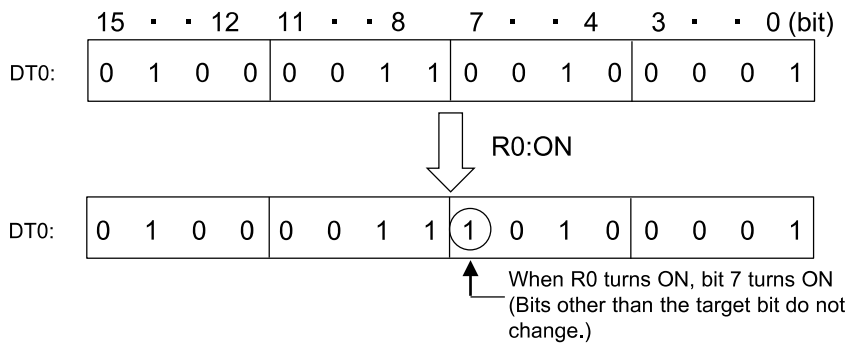 15 · · 12 11 · · 8 7 · · 4 3 · · 0 (bit)
DT0: 0 1 0 0 0 0 1 1 0 0 1 0 0 0 0 1
R0:ON
DT0: 0 1 0 0 0 0 1 1 1 0 1 0 0 0 0 1
When R0 turns ON, bit 7 turns ON
(Bits other than the target bit do not
change.)